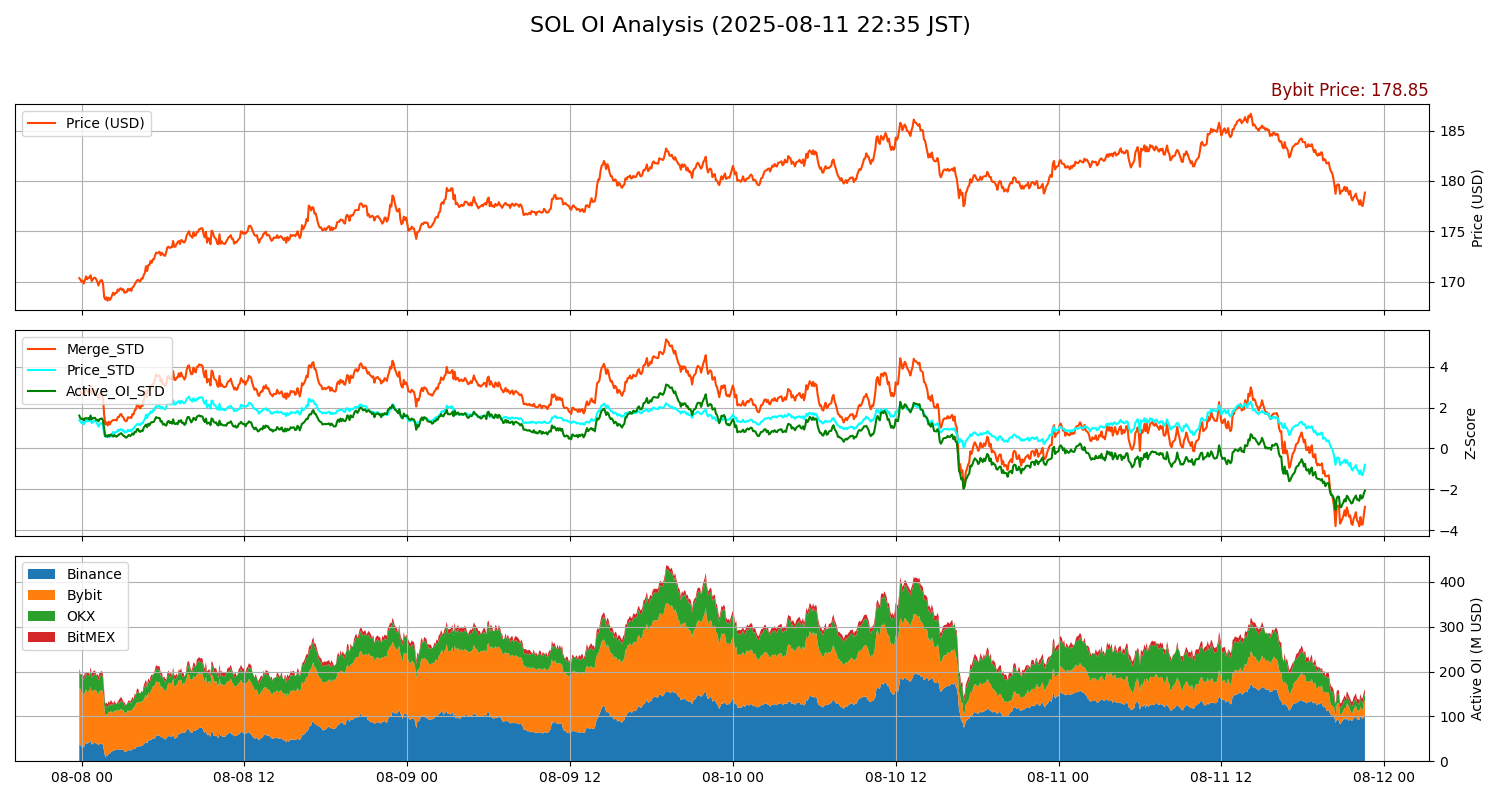 SOL OI Analysis (2025-08-11 22:35 JST)
Bybit Price: 178.85
Price (USD)
185
180
175
170
Price (USD)
Merge_STD
Price_STD
Active_OI_STD
4
2
0
−2
−4
Z-Score
Binance
Bybit
OKX
BitMEX
400
300
200
100
0
Active OI (M USD)
08-08 00
08-08 12
08-09 00
08-09 12
08-10 00
08-10 12
08-11 00
08-11 12
08-12 00